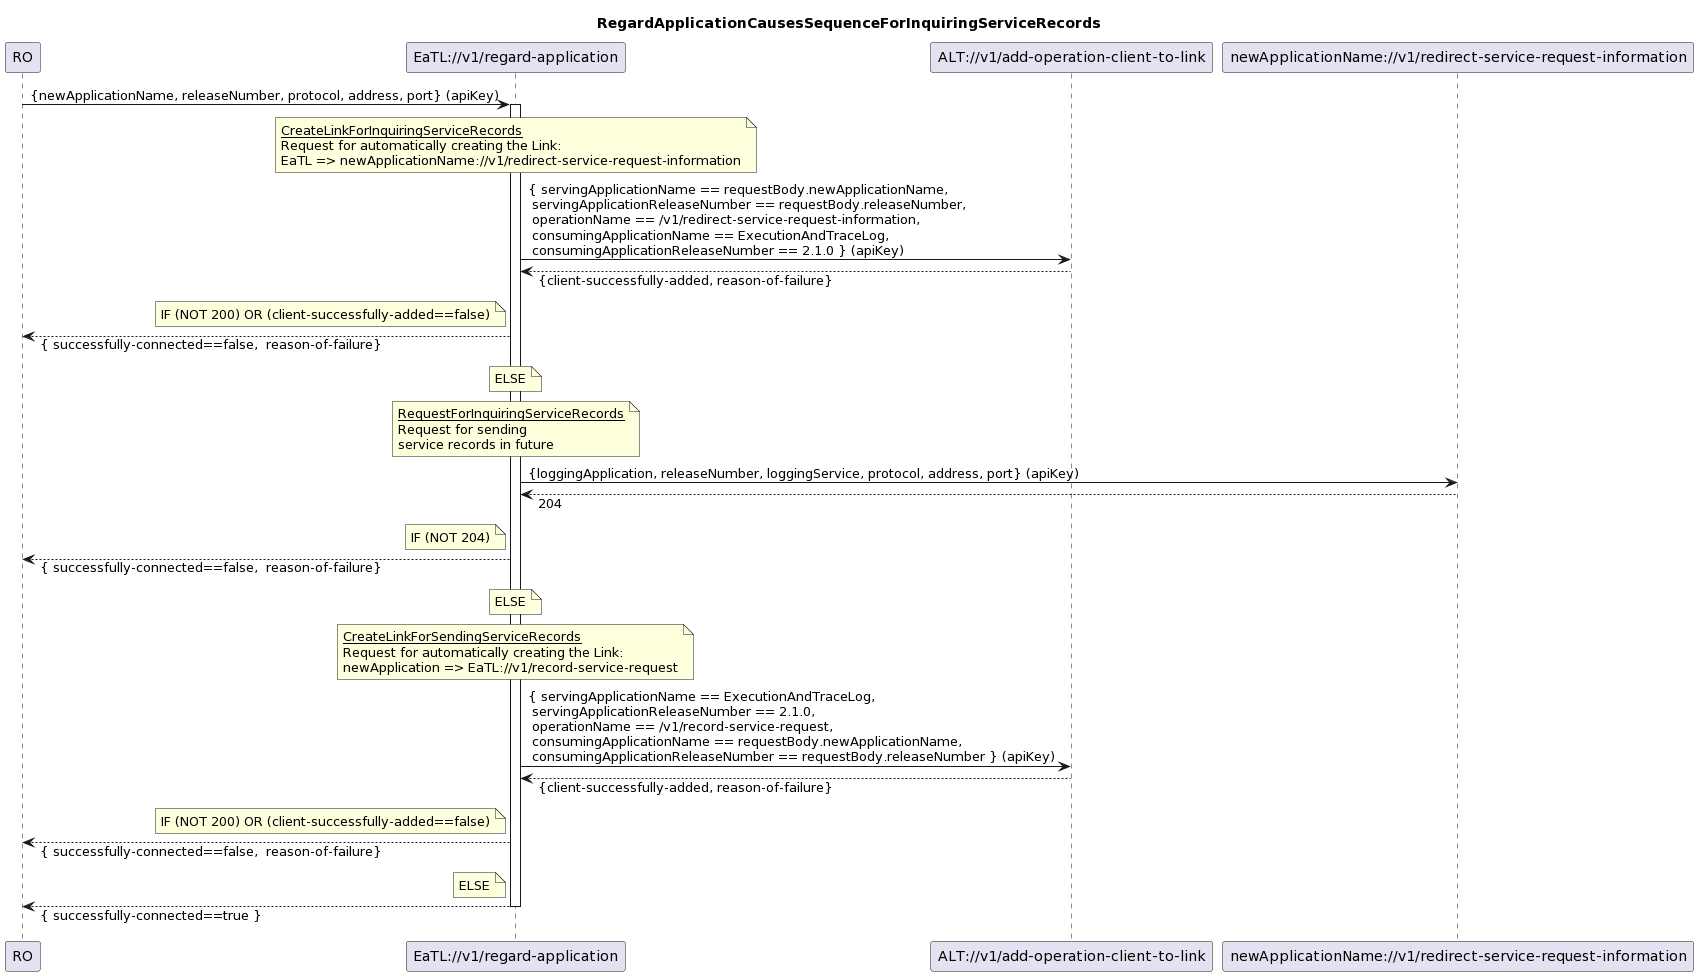 RegardApplicationCausesSequenceForInquiringServiceRecords
RO
EaTL://v1/regard-application
ALT://v1/add-operation-client-to-link
newApplicationName://v1/redirect-service-request-information
{newApplicationName, releaseNumber, protocol, address, port} (apiKey)
CreateLinkForInquiringServiceRecords
Request for automatically creating the Link:
EaTL => newApplicationName://v1/redirect-service-request-information
{ servingApplicationName == requestBody.newApplicationName,
servingApplicationReleaseNumber == requestBody.releaseNumber,
operationName == /v1/redirect-service-request-information,
consumingApplicationName == ExecutionAndTraceLog,
consumingApplicationReleaseNumber == 2.1.0 } (apiKey)
{client-successfully-added, reason-of-failure}
IF (NOT 200) OR (client-successfully-added==false)
{ successfully-connected==false,  reason-of-failure}
ELSE
RequestForInquiringServiceRecords
Request for sending
service records in future
{loggingApplication, releaseNumber, loggingService, protocol, address, port} (apiKey)
204
IF (NOT 204)
{ successfully-connected==false,  reason-of-failure}
ELSE
CreateLinkForSendingServiceRecords
Request for automatically creating the Link:
newApplication => EaTL://v1/record-service-request
{ servingApplicationName == ExecutionAndTraceLog,
servingApplicationReleaseNumber == 2.1.0,
operationName == /v1/record-service-request,
consumingApplicationName == requestBody.newApplicationName,
consumingApplicationReleaseNumber == requestBody.releaseNumber } (apiKey)
{client-successfully-added, reason-of-failure}
IF (NOT 200) OR (client-successfully-added==false)
{ successfully-connected==false,  reason-of-failure}
ELSE
{ successfully-connected==true }
RO
EaTL://v1/regard-application
ALT://v1/add-operation-client-to-link
newApplicationName://v1/redirect-service-request-information